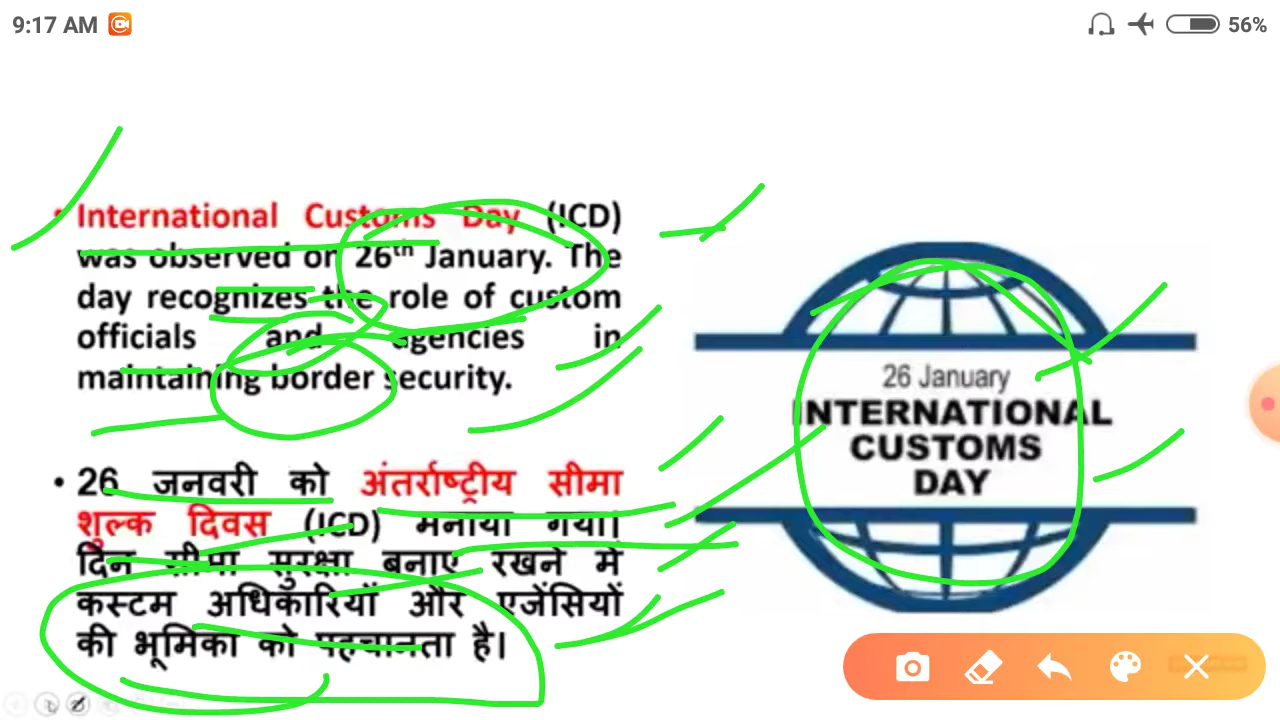 9:17 AM
56%
• International Customs Day (ICD)
was observed on 26th January. The
day recognizes the role of custom
officials and agencies in
maintaining border security.
• 26 जनवरी को अंतर्राष्ट्रीय सीमा
शुल्क दिवस (ICD) मनाया गया।
दिन सीमा सुरक्षा बनाए रखने में
कस्टम अधिकारियों और एजेंसियों
की भूमिका को पहचानता है।
26 January
INTERNATIONAL
CUSTOMS
DAY